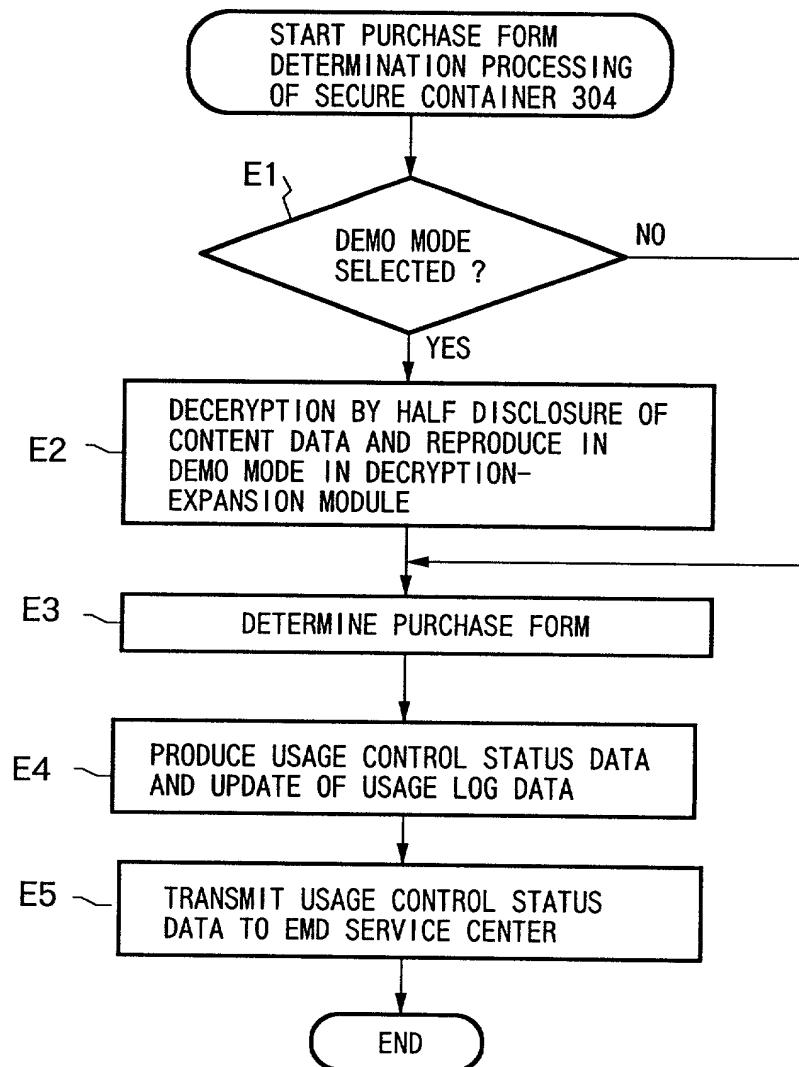 START PURCHASE FORM
DETERMINATION PROCESSING
OF SECURE CONTAINER 304
E1
DEMO MODE
SELECTED ?
NO
YES
E2
DECERYPTION BY HALF DISCLOSURE OF
CONTENT DATA AND REPRODUCE IN
DEMO MODE IN DECRYPTION-
EXPANSION MODULE
E3
DETERMINE PURCHASE FORM
E4
PRODUCE USAGE CONTROL STATUS DATA
AND UPDATE OF USAGE LOG DATA
E5
TRANSMIT USAGE CONTROL STATUS
DATA TO EMD SERVICE CENTER
END